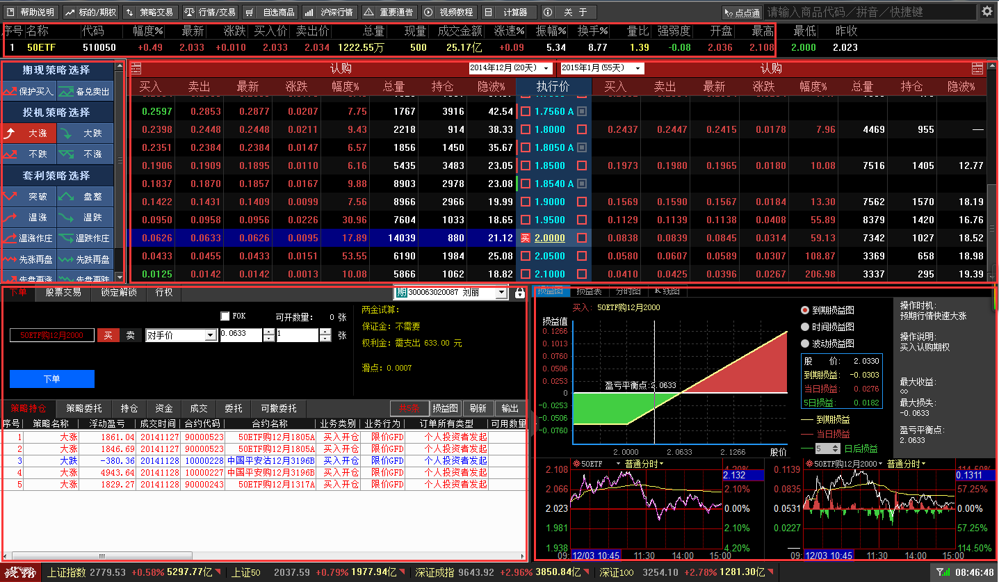 帮助说明 标的/期权 策略交易 行情/交易 自选商品 沪深行情 重要通告 视频教程 计算器 关 于 点点通 请输入商品代码／拼音／快捷键
序号 名称 代码 幅度% 最新 涨跌 买入价 卖出价 总量 现量 成交金额 涨速% 振幅% 换手% 量比 强弱度 开盘 最高 最低 昨收
1 50ETF 510050 +0.49 2.033 +0.010 2.033 2.034 1222.55万 500 25.17亿 +0.09 5.34 8.77 1.39 -0.08 2.036 2.108 2.000 2.023
期现策略选择
保护买入 备兑卖出
投机策略选择
大涨 大跌
不跌 不涨
套利策略选择
突破 盘整
温涨 温跌
温涨作庄 温跌作庄
先涨再盘 先跌再盘
先盘再涨 先盘再跌
认购 2014年12月(20天) 2015年1月(55天) 认购
买入 卖出 最新 涨跌 幅度% 总量 持仓 隐波% 执行价 买入 卖出 最新 涨跌 幅度% 总量 持仓 隐波%
0.2597 0.2853 0.2877 0.0207 7.75 1767 3916 42.54 1.7560 A
0.2398 0.2448 0.2448 0.0211 9.43 2218 914 38.33 1.8000 0.2437 0.2447 0.2415 0.0178 7.96 4469 955 —
0.2351 0.2384 0.2384 0.0147 6.57 1856 1450 35.67 1.8050 A
0.1906 0.1909 0.1895 0.0110 6.16 5435 3483 23.05 1.8500 0.1973 0.1980 0.1965 0.0180 10.08 7516 1405 12.77
0.1837 0.1870 0.1857 0.0167 9.88 8903 2978 23.08 1.8540 A
0.1422 0.1431 0.1409 0.0099 7.56 8966 2966 19.99 1.9000 0.1569 0.1590 0.1567 0.0184 13.30 7562 1570 18.19
0.0950 0.0958 0.0956 0.0226 30.96 7604 1033 18.65 1.9500 0.1129 0.1139 0.1138 0.0408 55.89 8379 1420 16.76
0.0626 0.0633 0.0626 0.0095 17.89 14039 880 21.12 买 2.0000 0.0838 0.0839 0.0845 0.0314 59.13 7342 1027 18.52
0.0433 0.0455 0.0433 0.0151 53.55 6190 1984 25.08 2.0500 0.0580 0.0607 0.0589 0.0307 108.87 3369 658 18.98
0.0125 0.0142 0.0142 0.0013 10.08 5866 1062 18.82 2.1000 0.0410 0.0425 0.0396 0.0267 206.98 3337 295 19.39
下单 股票交易 锁定解锁 行权 期 300063020087 刘丽
FOK 可开数量: 0 张
50ETF购12月2000 买 卖 对手价 0.0633 1 张
下单
两金试算:
保证金: 不需要
权利金: 需支出 633.00 元
滑点: 0.0007
策略持仓 策略委托 持仓 资金 成交 委托 可撤委托 共5条 损益图 刷新 输出
序号 策略名称 浮动盈亏 成交时间 合约代码 合约名称 业务类别 业务行为 订单所有类型 可用数量
1 大涨 1861.04 20141127 90000523 50ETF购12月1805A 买入开仓 限价GFD 个人投资者发起
2 大涨 1846.69 20141127 90000523 50ETF购12月1805A 买入开仓 限价GFD 个人投资者发起
3 大跌 -380.36 20141128 10000228 中国平安沽12月3196B 买入开仓 限价GFD 个人投资者发起
4 大涨 4943.64 20141128 10000227 中国平安购12月3196B 买入开仓 限价GFD 个人投资者发起
5 大涨 1829.27 20141128 90000243 50ETF购12月1317A 买入开仓 限价GFD 个人投资者发起
损益图 损益表 分时图 K线图
买入: 50ETF购12月2000
损益值
0.1266
0.1013
0.0760
0.0506
0.0253
0
-0.0253
-0.0506
-0.0760
盈亏平衡点:2.0633
2.0000 2.0633 2.1266 股价
到期损益图
时间损益图
波动损益图
股 价: 2.0330
到期损益: -0.0303
当日损益: 0.0276
5日损益: 0.0182
到期损益
当日损益
5 日后损益
操作时机:
预期行情快速大张
操作说明:
买入认购期权
最大收益:
∞
最大损失:
-0.0633
盈亏平衡点:
2.0633
50ETF 普通分时
2.108 2.132
2.066 2.10%
2.023 0.00%
1.981 2.10%
1.938 4.20%
09: 12/03 10:45 11:30 14:00 15:00
50ETF购12月2000 普通分时
0.1139 114.50% 0.1311
0.0835 57.25%
0.0531 0.00%
0.0227 57.25%
114.50%
09: 12/03 10:45 11:30 14:00 15:00
上证指数 2779.53 +0.58% 5297.77亿 上证50 2037.59 +0.79% 1977.94亿 深证成指 9643.92 +2.96% 3850.84亿 深证100 3254.10 +2.78% 1281.30亿 08:46:48